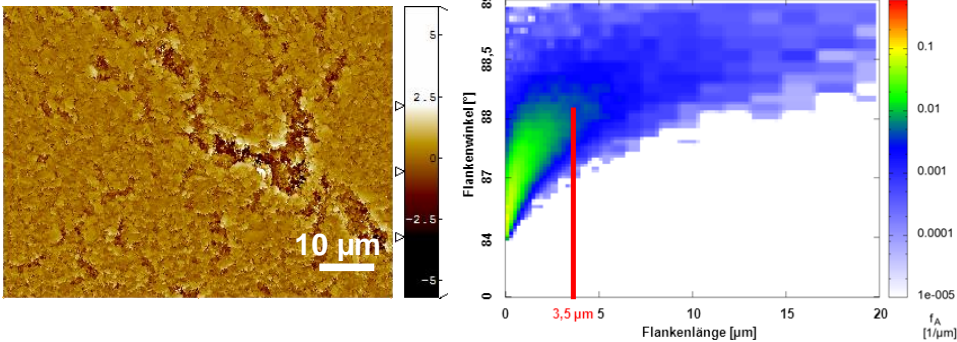 5
2.5
0
-2.5
-5
10 µm
Flankenwinkel [°]
89
88,5
88
87
84
0
0
3,5 µm
5
10
15
20
Flankenlänge [µm]
0.1
0.01
0.001
0.0001
1e-005
f_A
[1/µm]